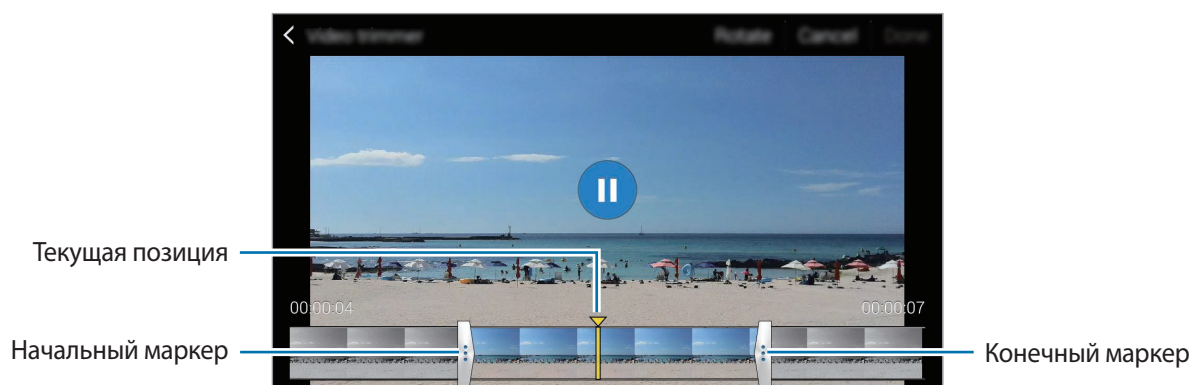 Video trimmer
Rotate
Cancel
Done
Текущая позиция
00:00:04
00:00:07
Начальный маркер
Конечный маркер